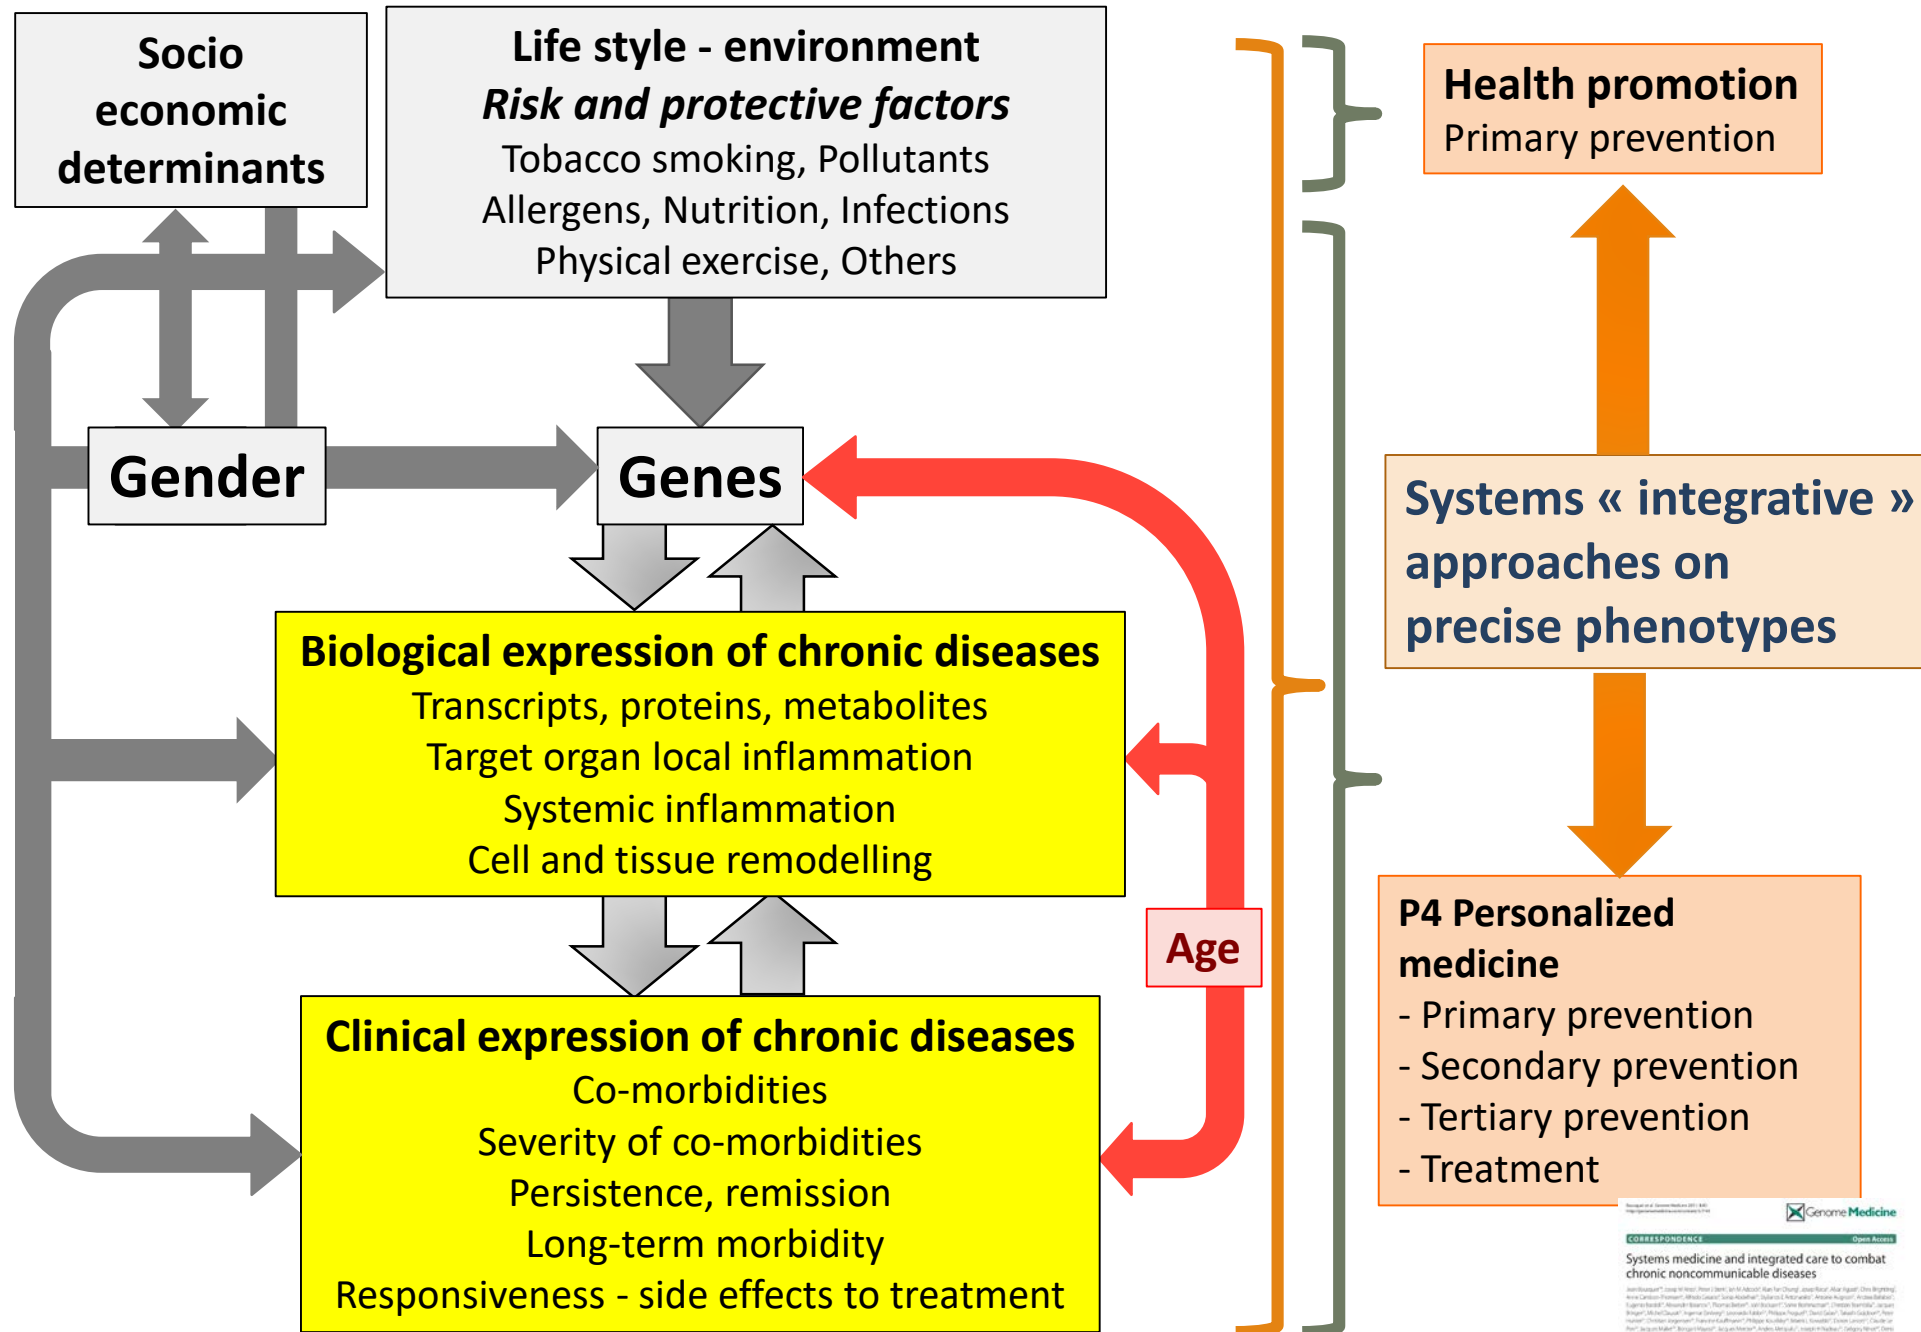 Socio
economic
determinants
Life style - environment
Risk and protective factors
Tobacco smoking, Pollutants
Allergens, Nutrition, Infections
Physical exercise, Others
Gender
Genes
Biological expression of chronic diseases
Transcripts, proteins, metabolites
Target organ local inflammation
Systemic inflammation
Cell and tissue remodelling
Age
Clinical expression of chronic diseases
Co-morbidities
Severity of co-morbidities
Persistence, remission
Long-term morbidity
Responsiveness - side effects to treatment
Health promotion
Primary prevention
Systems « integrative »
approaches on
precise phenotypes
P4 Personalized
medicine
- Primary prevention
- Secondary prevention
- Tertiary prevention
- Treatment
Genome Medicine
CORRESPONDENCE Open Access
Systems medicine and integrated care to combat
chronic noncommunicable diseases